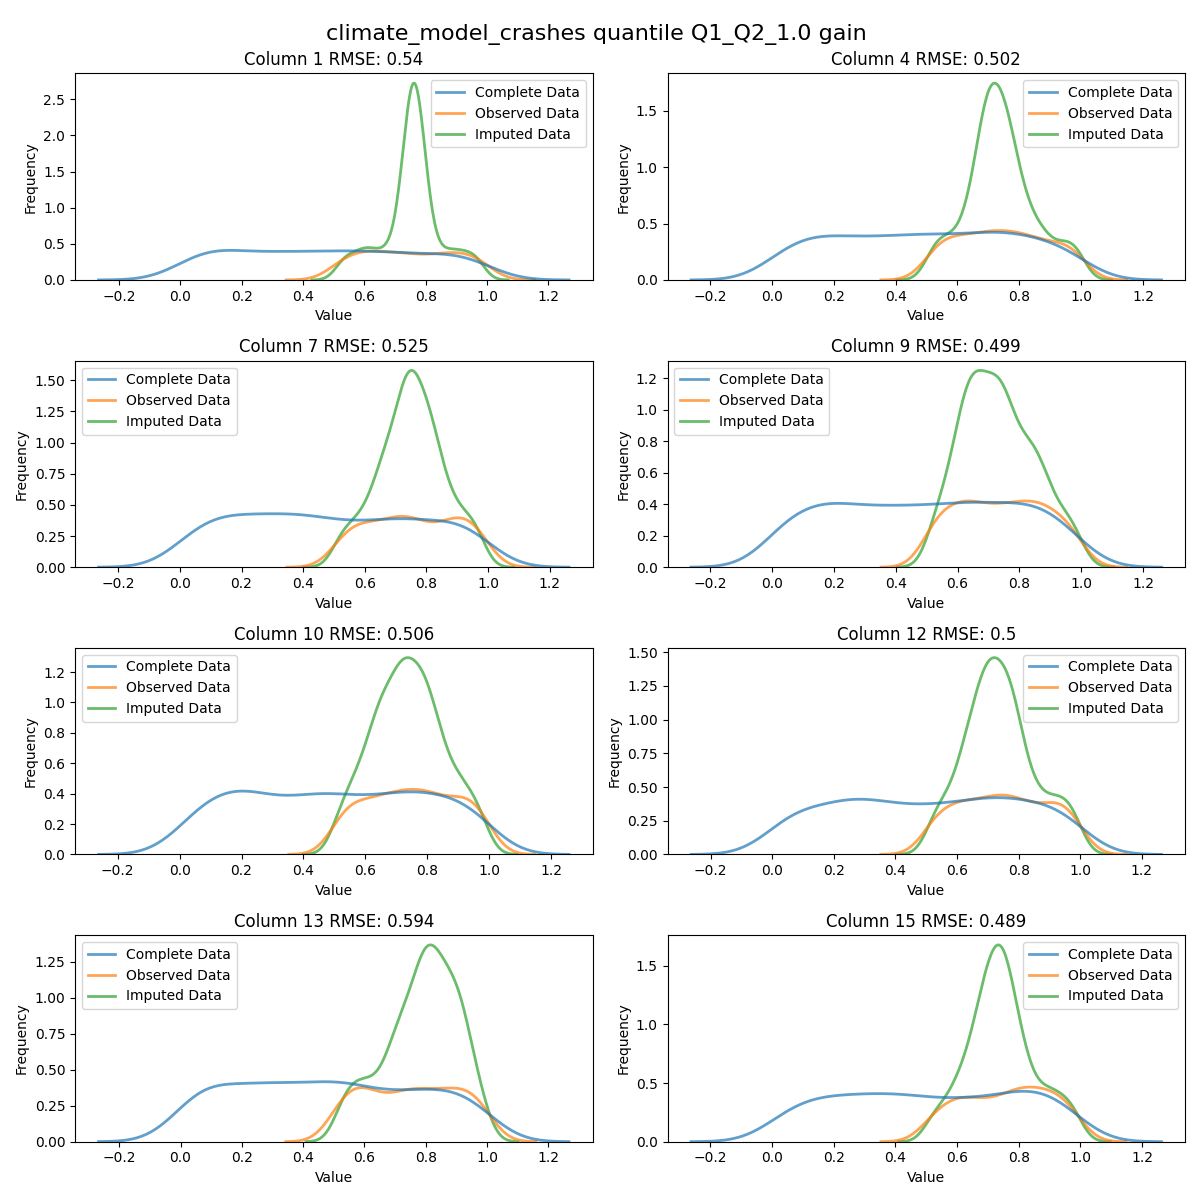 climate_model_crashes quantile Q1_Q2_1.0 gain
Column 1 RMSE: 0.54
Frequency
2.5
2.0
1.5
1.0
0.5
0.0
Complete Data
Observed Data
Imputed Data
−0.2 0.0 0.2 0.4 0.6 0.8 1.0 1.2
Value
Column 4 RMSE: 0.502
Frequency
1.5
1.0
0.5
0.0
Complete Data
Observed Data
Imputed Data
−0.2 0.0 0.2 0.4 0.6 0.8 1.0 1.2
Value
Column 7 RMSE: 0.525
Frequency
1.50
1.25
1.00
0.75
0.50
0.25
0.00
Complete Data
Observed Data
Imputed Data
−0.2 0.0 0.2 0.4 0.6 0.8 1.0 1.2
Value
Column 9 RMSE: 0.499
Frequency
1.2
1.0
0.8
0.6
0.4
0.2
0.0
Complete Data
Observed Data
Imputed Data
−0.2 0.0 0.2 0.4 0.6 0.8 1.0 1.2
Value
Column 10 RMSE: 0.506
Frequency
1.2
1.0
0.8
0.6
0.4
0.2
0.0
Complete Data
Observed Data
Imputed Data
−0.2 0.0 0.2 0.4 0.6 0.8 1.0 1.2
Value
Column 12 RMSE: 0.5
Frequency
1.50
1.25
1.00
0.75
0.50
0.25
0.00
Complete Data
Observed Data
Imputed Data
−0.2 0.0 0.2 0.4 0.6 0.8 1.0 1.2
Value
Column 13 RMSE: 0.594
Frequency
1.25
1.00
0.75
0.50
0.25
0.00
Complete Data
Observed Data
Imputed Data
−0.2 0.0 0.2 0.4 0.6 0.8 1.0 1.2
Value
Column 15 RMSE: 0.489
Frequency
1.5
1.0
0.5
0.0
Complete Data
Observed Data
Imputed Data
−0.2 0.0 0.2 0.4 0.6 0.8 1.0 1.2
Value